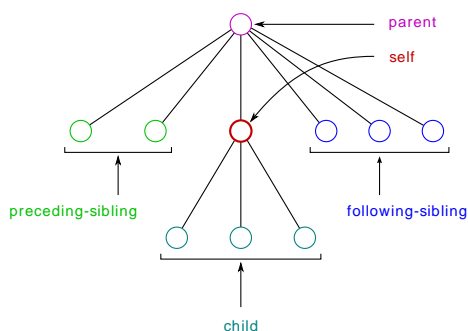 parent
self
preceding-sibling
following-sibling
child